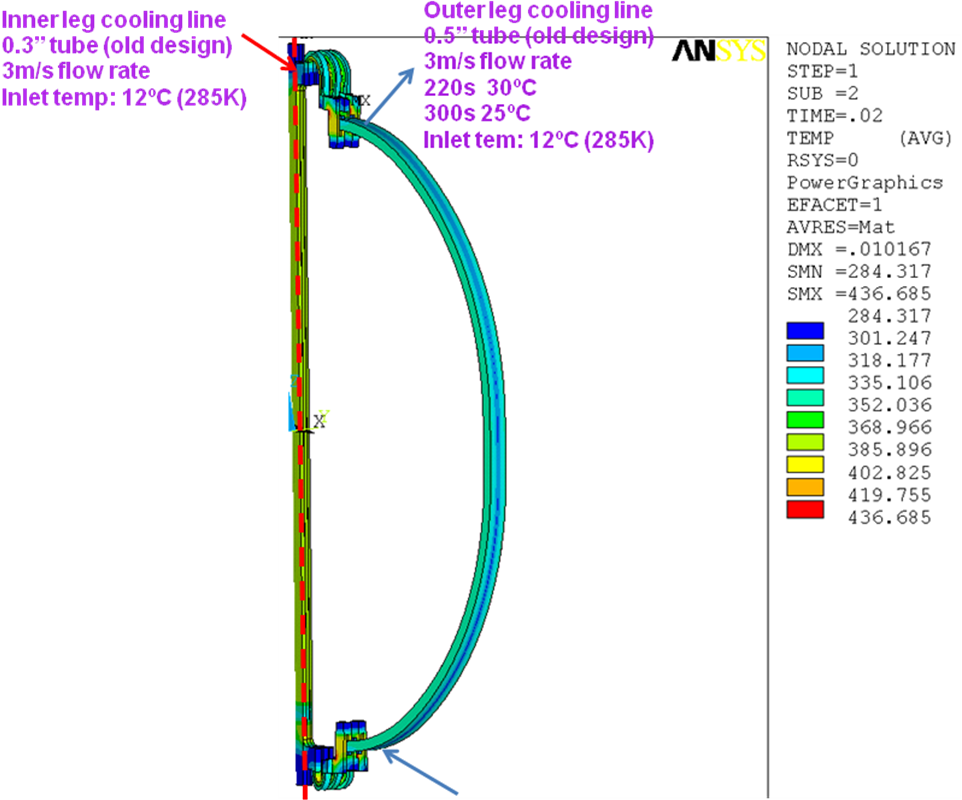 Inner leg cooling line
0.3” tube (old design)
3m/s flow rate
Inlet temp: 12ºC (285K)
Outer leg cooling line
0.5” tube (old design)
3m/s flow rate
220s  30ºC
300s 25ºC
Inlet tem: 12ºC (285K)
ANSYS
MX
X
Y
NODAL SOLUTION
STEP=1
SUB =2
TIME=.02
TEMP     (AVG)
RSYS=0
PowerGraphics
EFACET=1
AVRES=Mat
DMX =.010167
SMN =284.317
SMX =436.685
284.317
301.247
318.177
335.106
352.036
368.966
385.896
402.825
419.755
436.685